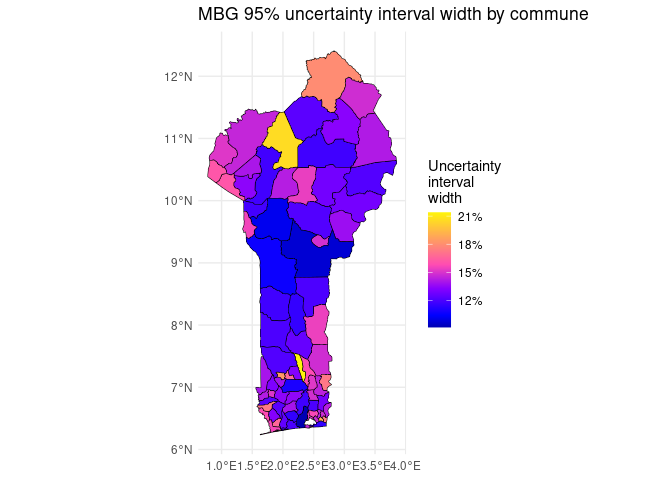 MBG 95% uncertainty interval width by commune
12°N
11°N
10°N
9°N
8°N
7°N
6°N
1.0°E1.5°E2.0°E2.5°E3.0°E3.5°E4.0°E
Uncertainty
interval
width
21%
18%
15%
12%